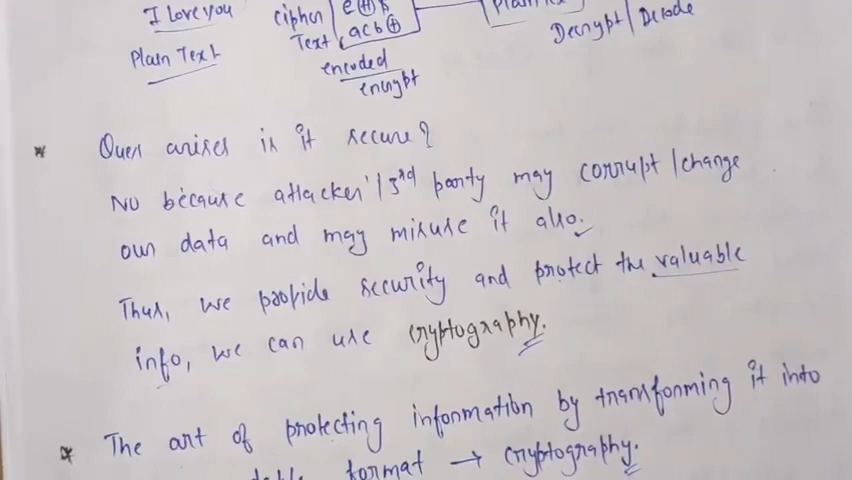 I Love you
Plain Text
cipher
Text
acb⊕
encoded
encrypt
Decrypt / Decode
* Ques arises is it secure?
No because attacker' / 3rd party may corrupt / change
our data and may misuse it also.
Thus, we provide security and protect the valuable
info, we can use cryptography.
* The art of protecting information by transforming it into
format → cryptography.